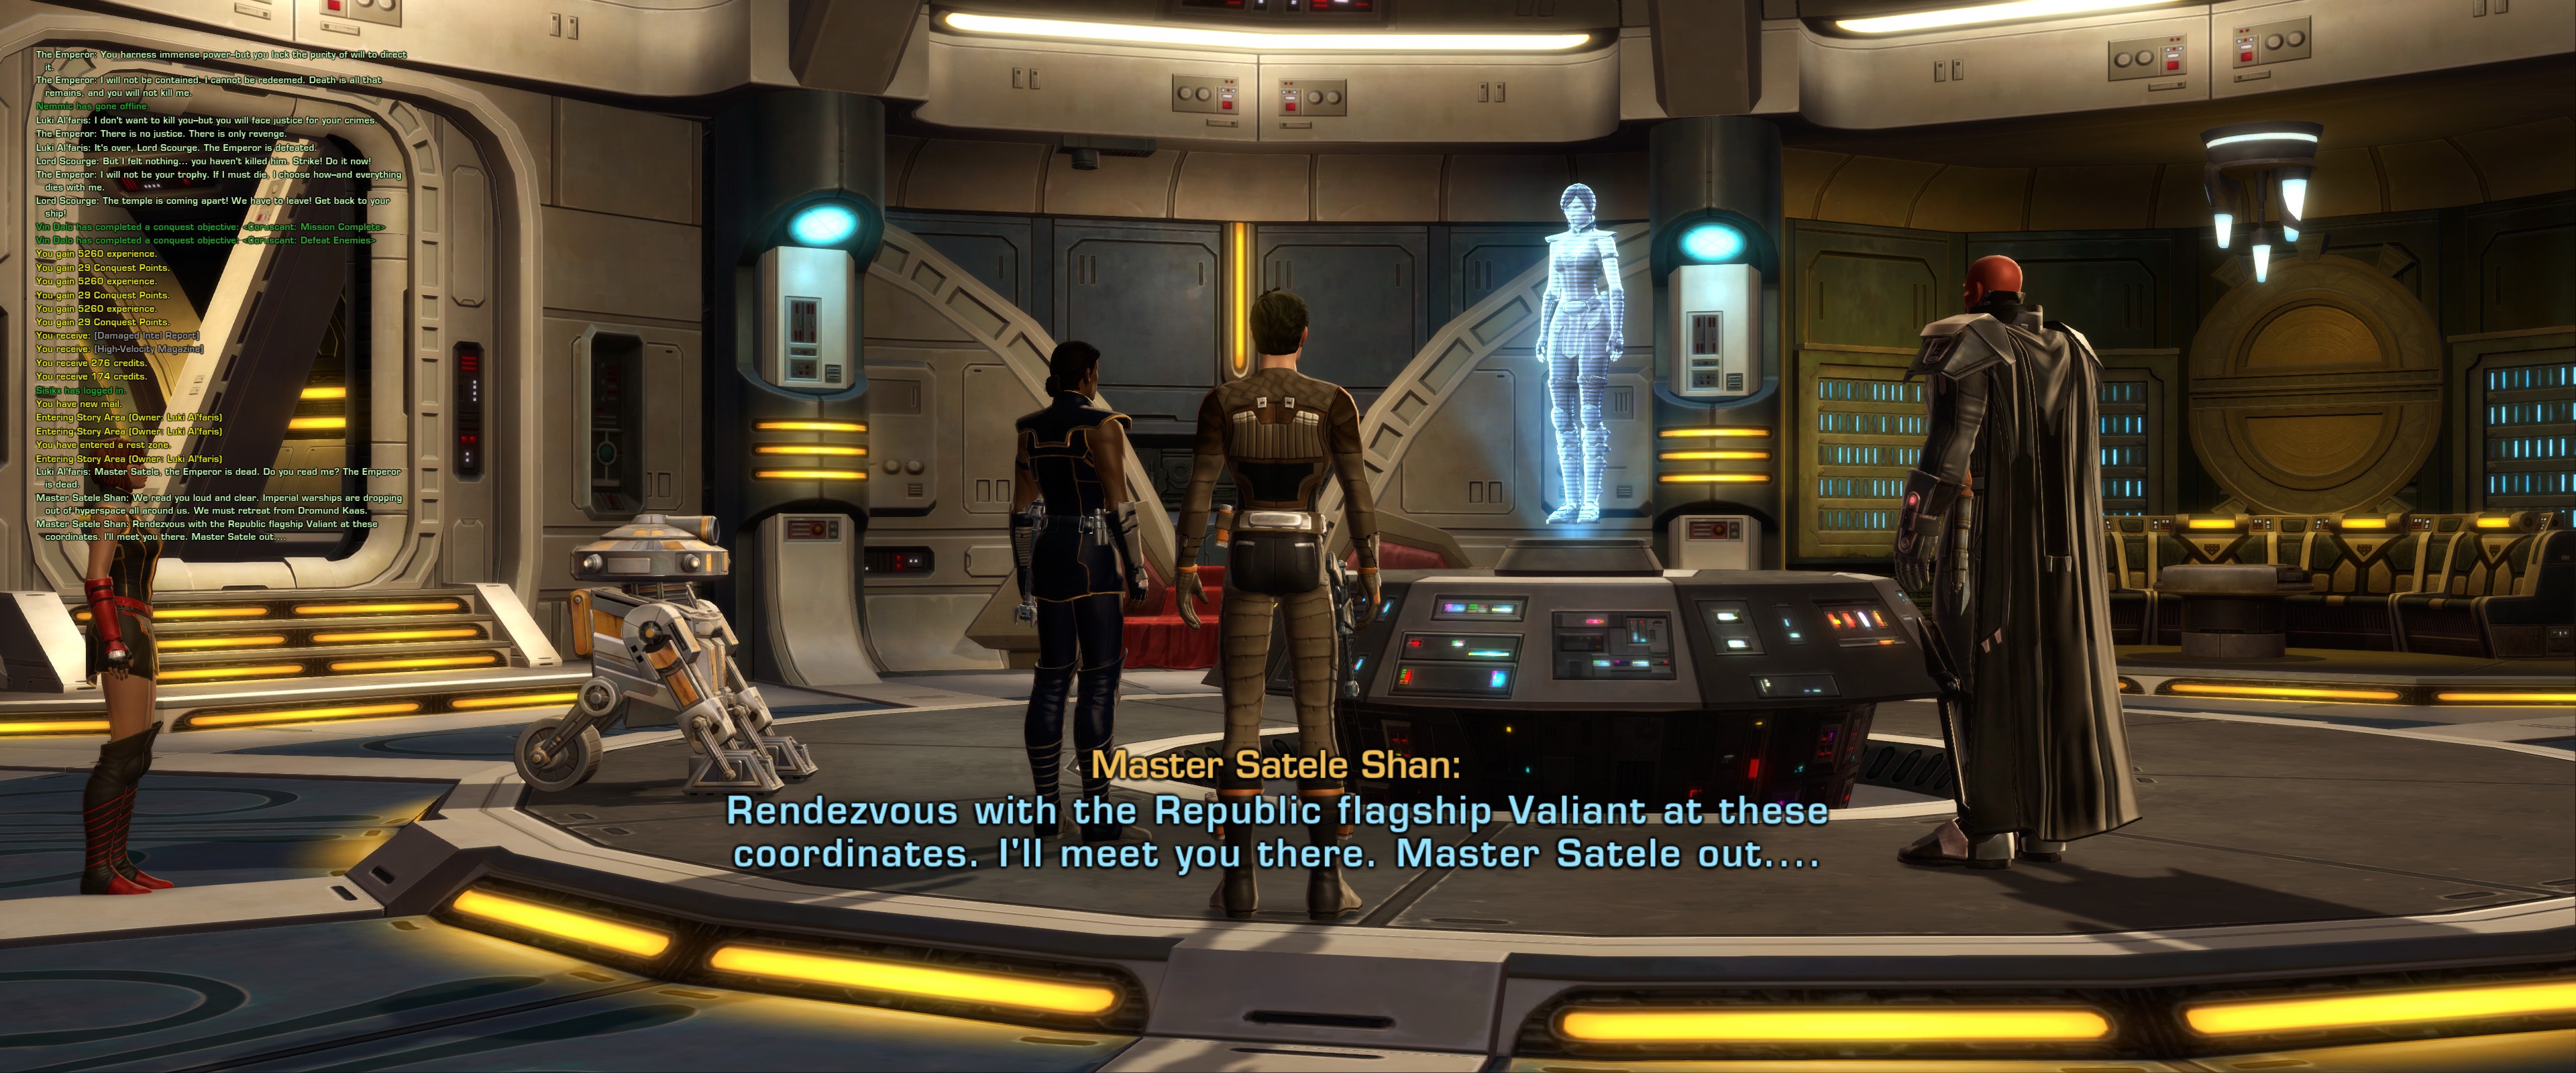 The Emperor: You harness immense power–but you lack the purity of will to direct
it.
The Emperor: I will not be contained. I cannot be redeemed. Death is all that
remains, and you will not kill me.
Nemmic has gone offline.
Luki Al'faris: I don't want to kill you–but you will face justice for your crimes.
The Emperor: There is no justice. There is only revenge.
Luki Al'faris: It's over, Lord Scourge. The Emperor is defeated.
Lord Scourge: But I felt nothing... you haven't killed him. Strike! Do it now!
The Emperor: I will not be your trophy. If I must die, I choose how–and everything
dies with me.
Lord Scourge: The temple is coming apart! We have to leave! Get back to your
ship!
Vin Dalo has completed a conquest objective: <Coruscant: Mission Complete>
Vin Dalo has completed a conquest objective: <Coruscant: Defeat Enemies>
You gain 5260 experience.
You gain 29 Conquest Points.
You gain 5260 experience.
You gain 29 Conquest Points.
You gain 5260 experience.
You gain 29 Conquest Points.
You receive: [Damaged Intel Report]
You receive: [High-Velocity Magazine]
You receive 276 credits.
You receive 174 credits.
Sisika has logged in.
You have new mail.
Entering Story Area (Owner: Luki Al'faris)
Entering Story Area (Owner: Luki Al'faris)
You have entered a rest zone.
Entering Story Area (Owner: Luki Al'faris)
Luki Al'faris: Master Satele, the Emperor is dead. Do you read me? The Emperor
is dead.
Master Satele Shan: We read you loud and clear. Imperial warships are dropping
out of hyperspace all around us. We must retreat from Dromund Kaas.
Master Satele Shan: Rendezvous with the Republic flagship Valiant at these
coordinates. I'll meet you there. Master Satele out....
Master Satele Shan:
Rendezvous with the Republic flagship Valiant at these
coordinates. I'll meet you there. Master Satele out....